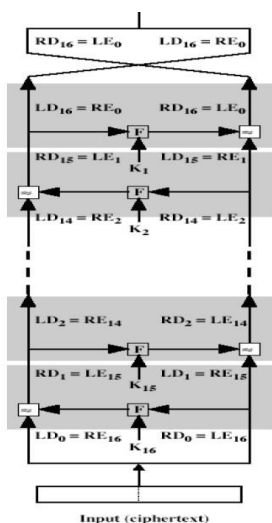 RD16 = LE0 LD16 = RE0
LD16 = RE0 RD16 = LE0
F
K1
RD15 = LE1 LD15 = RE1
F
K2
LD14 = RE2 RD14 = LE2
LD2 = RE14 RD2 = LE14
F
K15
RD1 = LE15 LD1 = RE15
F
K16
LD0 = RE16 RD0 = LE16
Input (ciphertext)